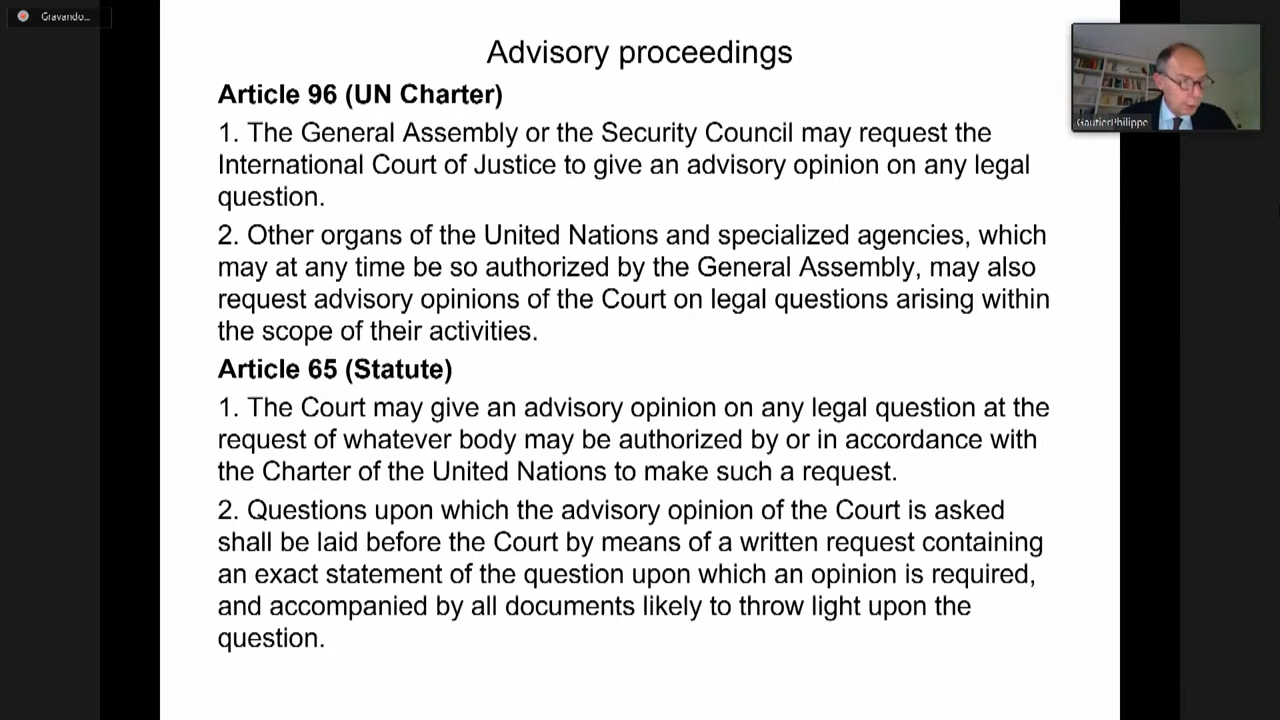 Gravando...
Advisory proceedings
GautierPhilippe
Article 96 (UN Charter)
1. The General Assembly or the Security Council may request the
International Court of Justice to give an advisory opinion on any legal
question.
2. Other organs of the United Nations and specialized agencies, which
may at any time be so authorized by the General Assembly, may also
request advisory opinions of the Court on legal questions arising within
the scope of their activities.
Article 65 (Statute)
1. The Court may give an advisory opinion on any legal question at the
request of whatever body may be authorized by or in accordance with
the Charter of the United Nations to make such a request.
2. Questions upon which the advisory opinion of the Court is asked
shall be laid before the Court by means of a written request containing
an exact statement of the question upon which an opinion is required,
and accompanied by all documents likely to throw light upon the
question.